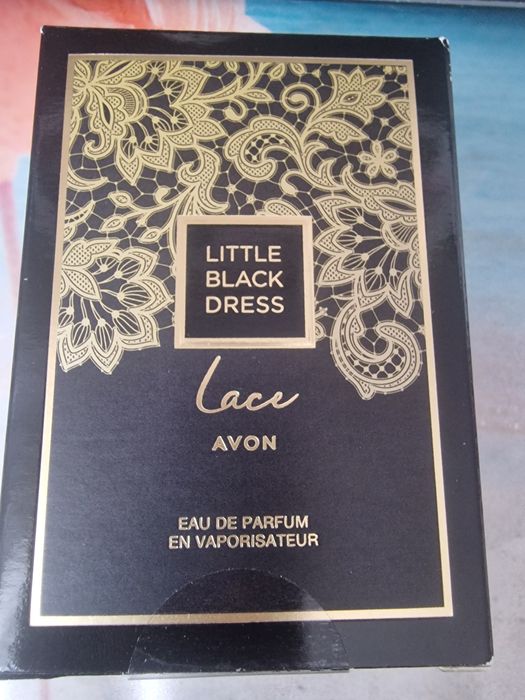 LITTLE
BLACK
DRESS
Lace
AVON
EAU DE PARFUM
EN VAPORISATEUR